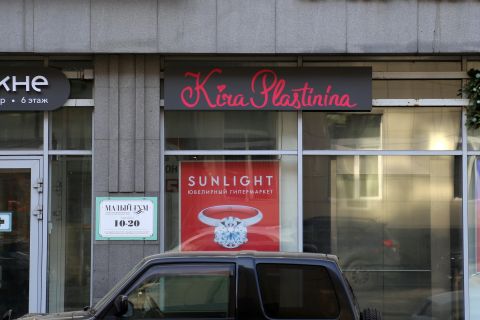 кне
• 6 этаж
Kira Plastinina
SUNLIGHT
ЮВЕЛИРНЫЙ ГИПЕРМАРКЕТ
МАЛЫЙ ГУМ
10-20